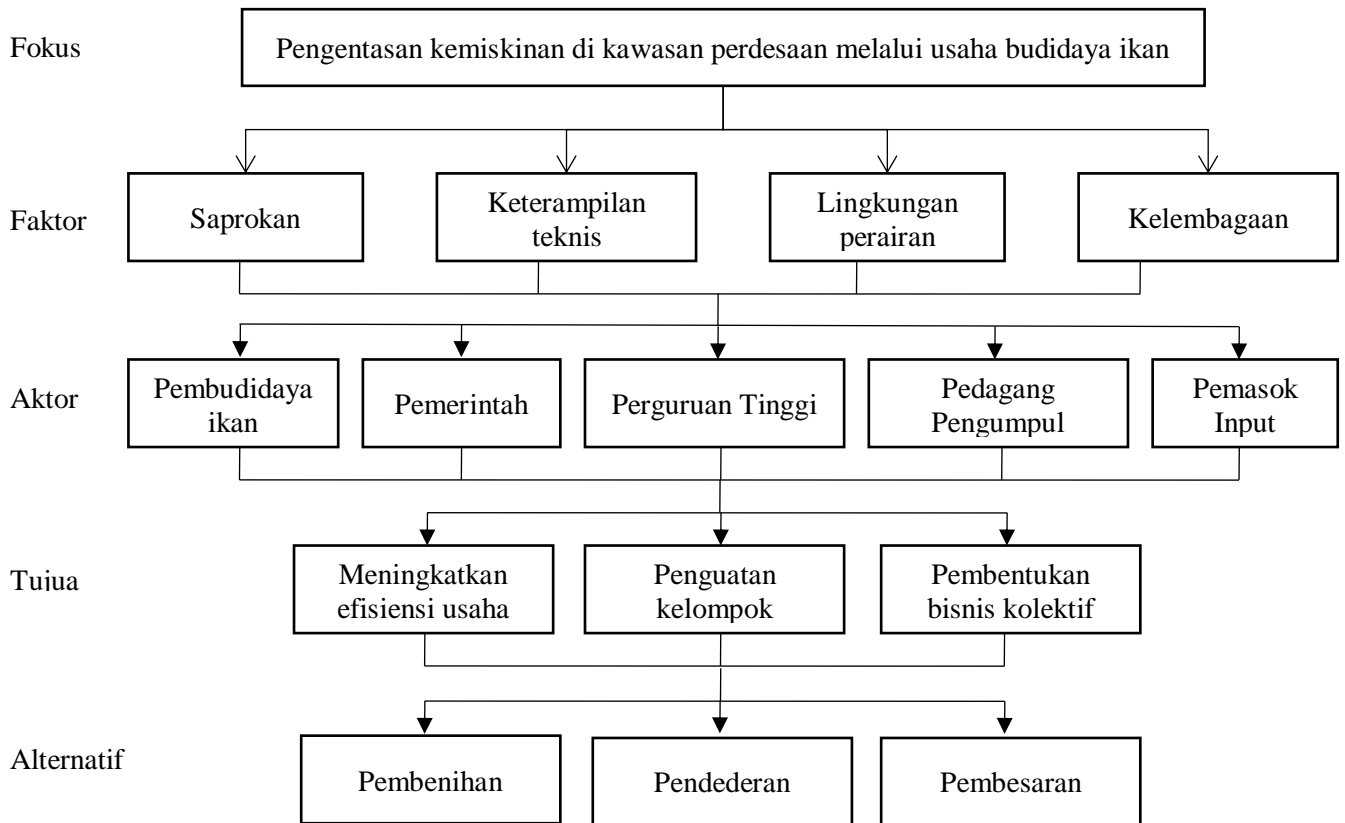 Fokus
Pengentasan kemiskinan di kawasan perdesaan melalui usaha budidaya ikan
Faktor
Saprokan
Keterampilan
teknis
Lingkungan
perairan
Kelembagaan
Aktor
Pembudidaya
ikan
Pemerintah
Perguruan Tinggi
Pedagang
Pengumpul
Pemasok
Input
Tujua
Meningkatkan
efisiensi usaha
Penguatan
kelompok
Pembentukan
bisnis kolektif
Alternatif
Pembenihan
Pendederan
Pembesaran